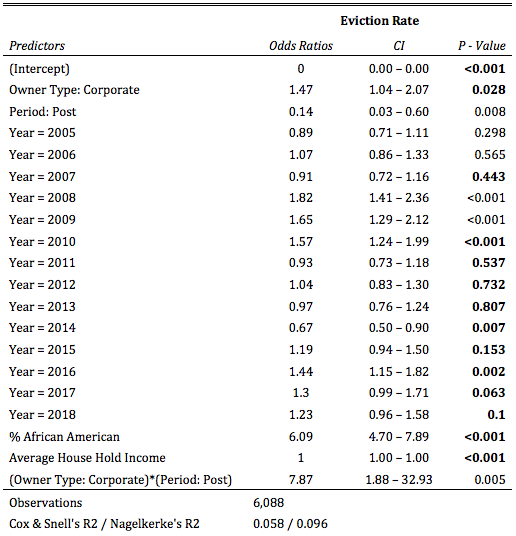 Eviction Rate
Predictors Odds Ratios CI P - Value
(Intercept) 0 0.00 – 0.00 <0.001
Owner Type: Corporate 1.47 1.04 – 2.07 0.028
Period: Post 0.14 0.03 – 0.60 0.008
Year = 2005 0.89 0.71 – 1.11 0.298
Year = 2006 1.07 0.86 – 1.33 0.565
Year = 2007 0.91 0.72 – 1.16 0.443
Year = 2008 1.82 1.41 – 2.36 <0.001
Year = 2009 1.65 1.29 – 2.12 <0.001
Year = 2010 1.57 1.24 – 1.99 <0.001
Year = 2011 0.93 0.73 – 1.18 0.537
Year = 2012 1.04 0.83 – 1.30 0.732
Year = 2013 0.97 0.76 – 1.24 0.807
Year = 2014 0.67 0.50 – 0.90 0.007
Year = 2015 1.19 0.94 – 1.50 0.153
Year = 2016 1.44 1.15 – 1.82 0.002
Year = 2017 1.3 0.99 – 1.71 0.063
Year = 2018 1.23 0.96 – 1.58 0.1
% African American 6.09 4.70 – 7.89 <0.001
Average House Hold Income 1 1.00 – 1.00 <0.001
(Owner Type: Corporate)*(Period: Post) 7.87 1.88 – 32.93 0.005
Observations 6,088
Cox & Snell's R2 / Nagelkerke's R2 0.058 / 0.096